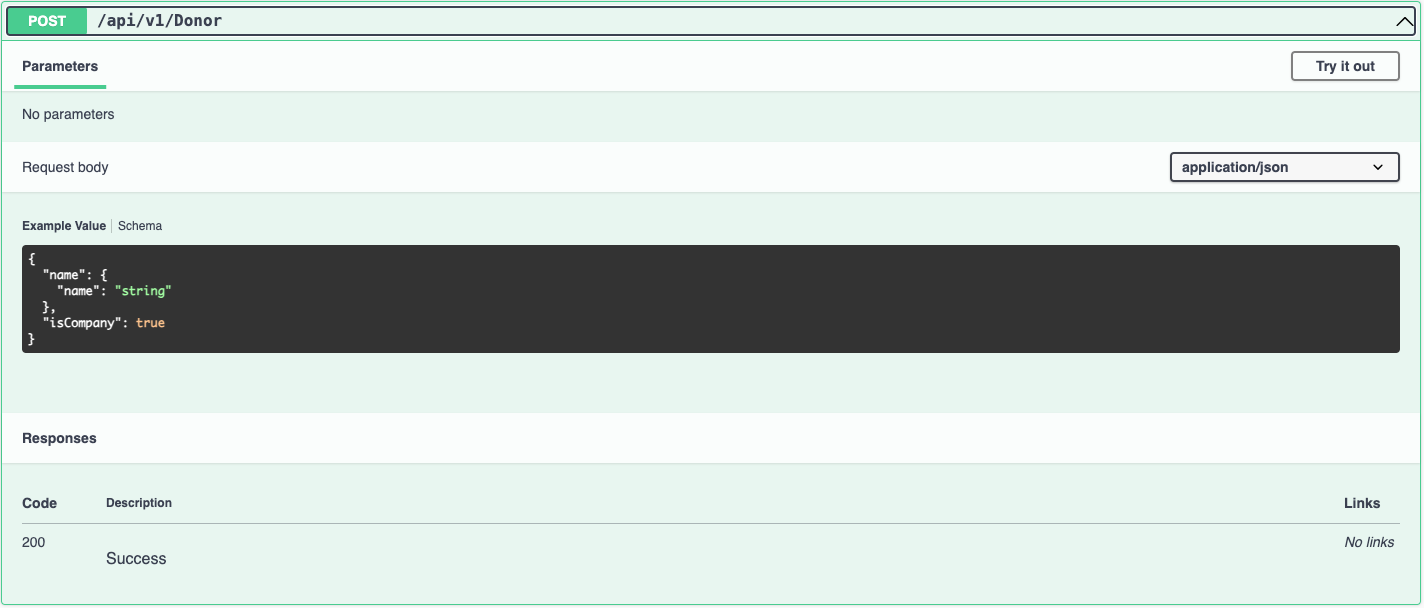 POST /api/v1/Donor
Parameters Try it out
No parameters
Request body application/json
Example Value Schema
{
  "name": {
    "name": "string"
  },
  "isCompany": true
}
Responses
Code Description Links
200 No links
Success